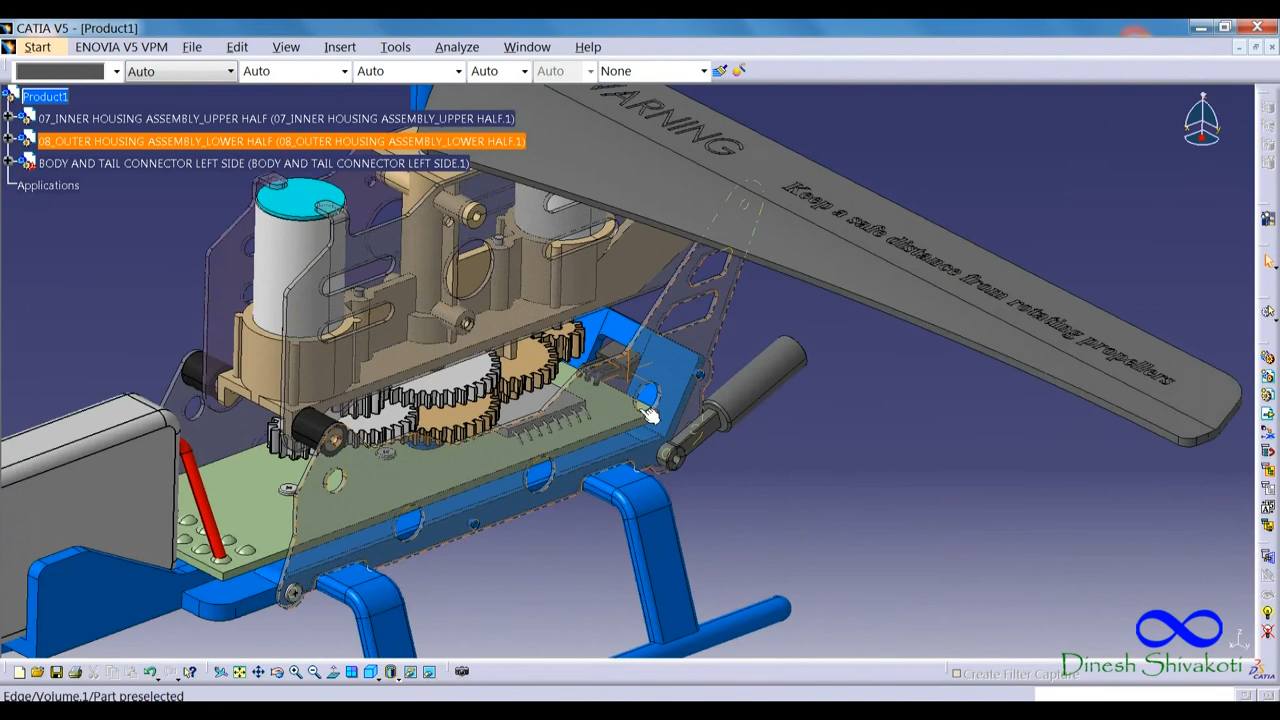 CATIA V5 - [Product1]
Start ENOVIA V5 VPM File Edit View Insert Tools Analyze Window Help
Auto Auto Auto Auto Auto None
Product1
07_INNER HOUSING ASSEMBLY_UPPER HALF (07_INNER HOUSING ASSEMBLY_UPPER HALF.1)
08_OUTER HOUSING ASSEMBLY_LOWER HALF (08_OUTER HOUSING ASSEMBLY_LOWER HALF.1)
BODY AND TAIL CONNECTOR LEFT SIDE (BODY AND TAIL CONNECTOR LEFT SIDE.1)
Applications
WARNING
Keep a safe distance from rotating propellers
Dinesh Shivakoti
Create Filter Capture
CATIA
Edge/Volume.1/Part preselected